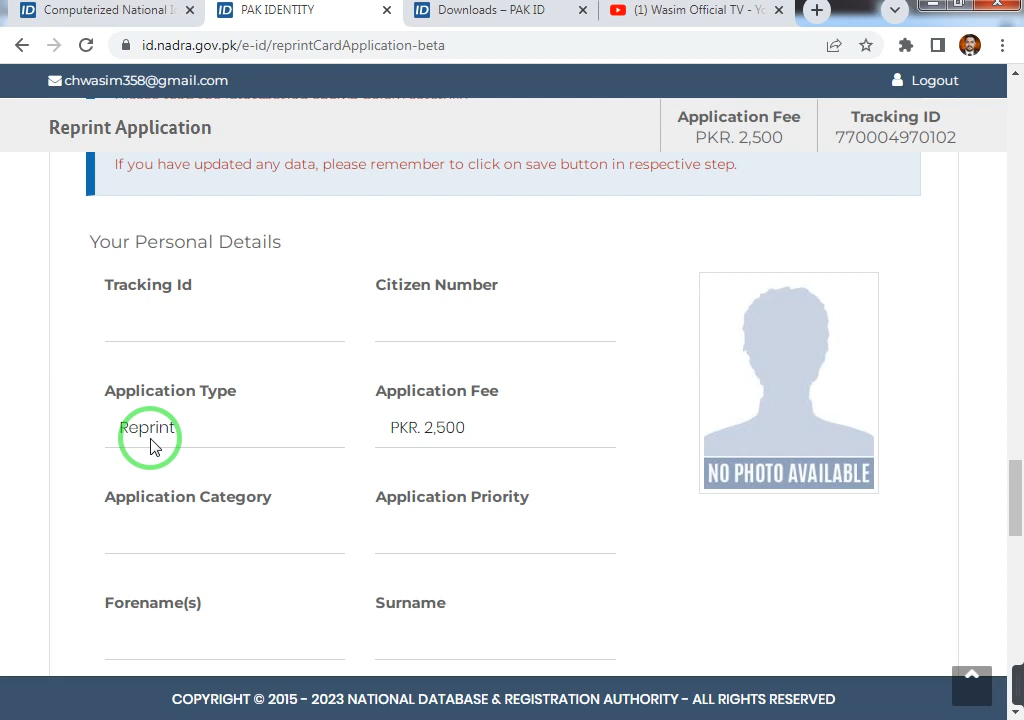 Computerized National I
PAK IDENTITY
Downloads – PAK ID
(1) Wasim Official TV - Yo
id.nadra.gov.pk/e-id/reprintCardApplication-beta
chwasim358@gmail.com
Logout
Reprint Application
Application Fee
PKR. 2,500
Tracking ID
770004970102
If you have updated any data, please remember to click on save button in respective step.
Your Personal Details
Tracking Id
Citizen Number
Application Type
Application Fee
Reprint
PKR. 2,500
NO PHOTO AVAILABLE
Application Category
Application Priority
Forename(s)
Surname
COPYRIGHT © 2015 - 2023 NATIONAL DATABASE & REGISTRATION AUTHORITY - ALL RIGHTS RESERVED